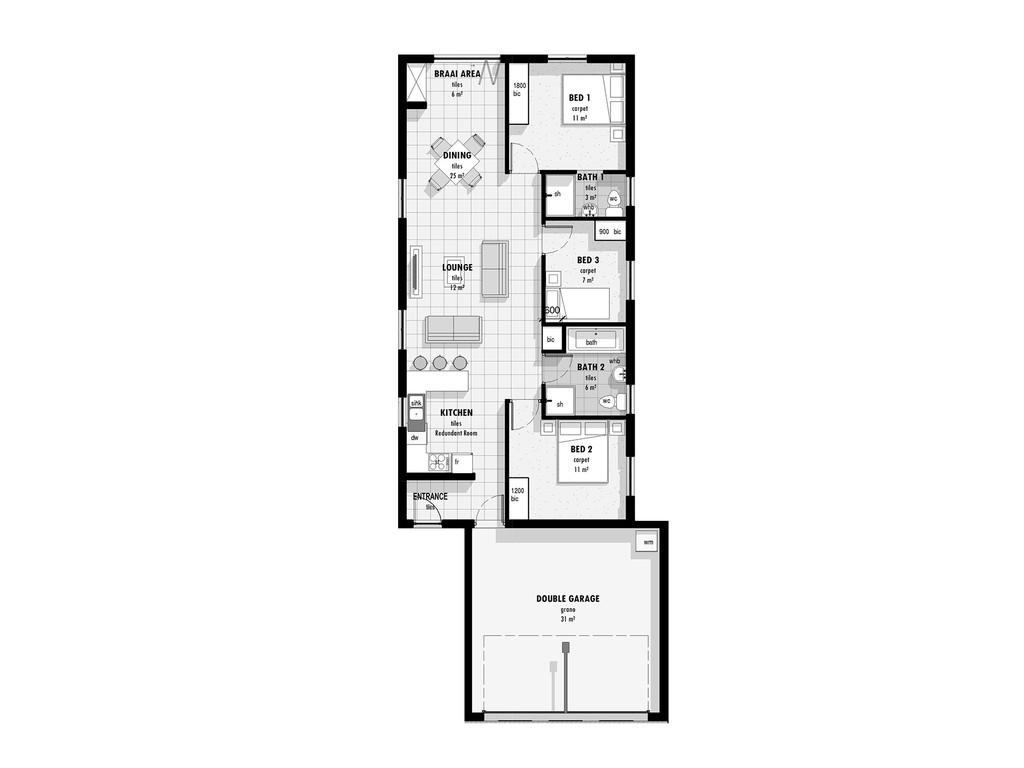 BRAAI AREA
tiles
6 m²
1800
bic
BED 1
carpet
11 m²
DINING
tiles
25 m²
BATH 1
tiles
3 m²
sh
whb
wc
900 bic
BED 3
carpet
7 m²
LOUNGE
tiles
12 m²
600
bic
bath
whb
BATH 2
tiles
6 m²
wc
sh
sink
dw
KITCHEN
tiles
Redundant Room
st
fr
BED 2
carpet
11 m²
1200
bic
ENTRANCE
tiles
wm
DOUBLE GARAGE
grano
31 m²